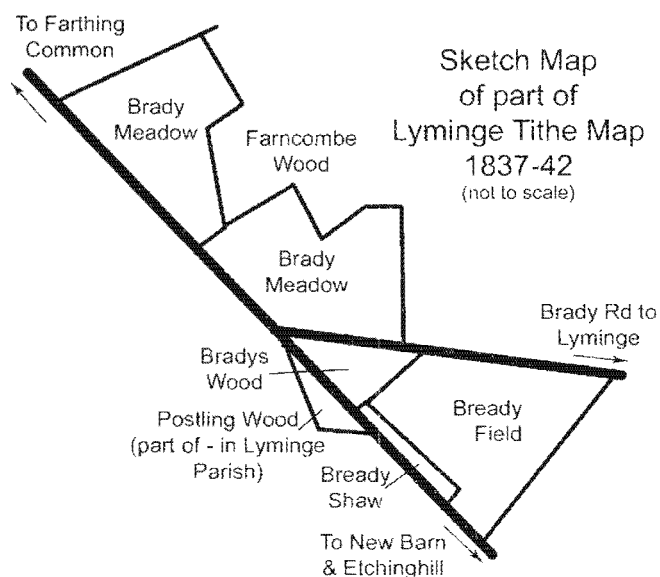 To Farthing
Common
Sketch Map
of part of
Lyminge Tithe Map
1837-42
(not to scale)
Brady
Meadow
Farncombe
Wood
Brady
Meadow
Brady Rd to
Lyminge
Bradys
Wood
Postling Wood
(part of - in Lyminge
Parish)
Bready
Field
Bready
Shaw
To New Barn
& Etchinghill